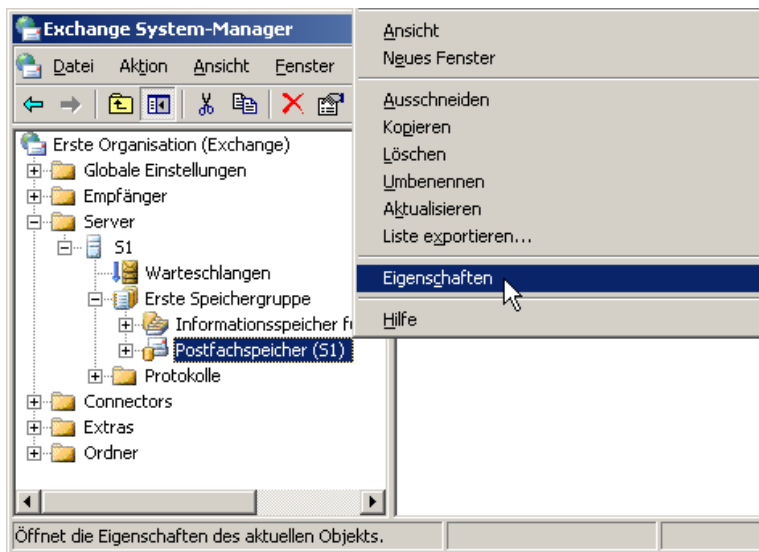 Exchange System-Manager
Datei Aktion Ansicht Fenster
Erste Organisation (Exchange)
Globale Einstellungen
Empfänger
Server
S1
Warteschlangen
Erste Speichergruppe
Informationsspeicher
Postfachspeicher (S1)
Protokolle
Connectors
Extras
Ordner
Ansicht
Neues Fenster
Ausschneiden
Kopieren
Löschen
Umbenennen
Aktualisieren
Liste exportieren...
Eigenschaften
Hilfe
Öffnet die Eigenschaften des aktuellen Objekts.